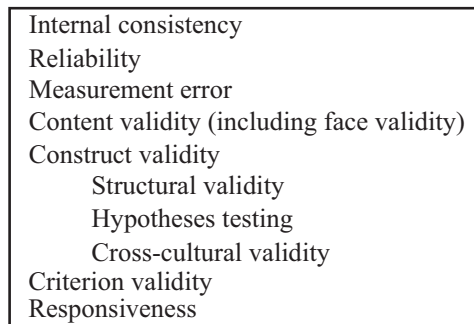 Internal consistency
Reliability
Measurement error
Content validity (including face validity)
Construct validity
Structural validity
Hypotheses testing
Cross-cultural validity
Criterion validity
Responsiveness